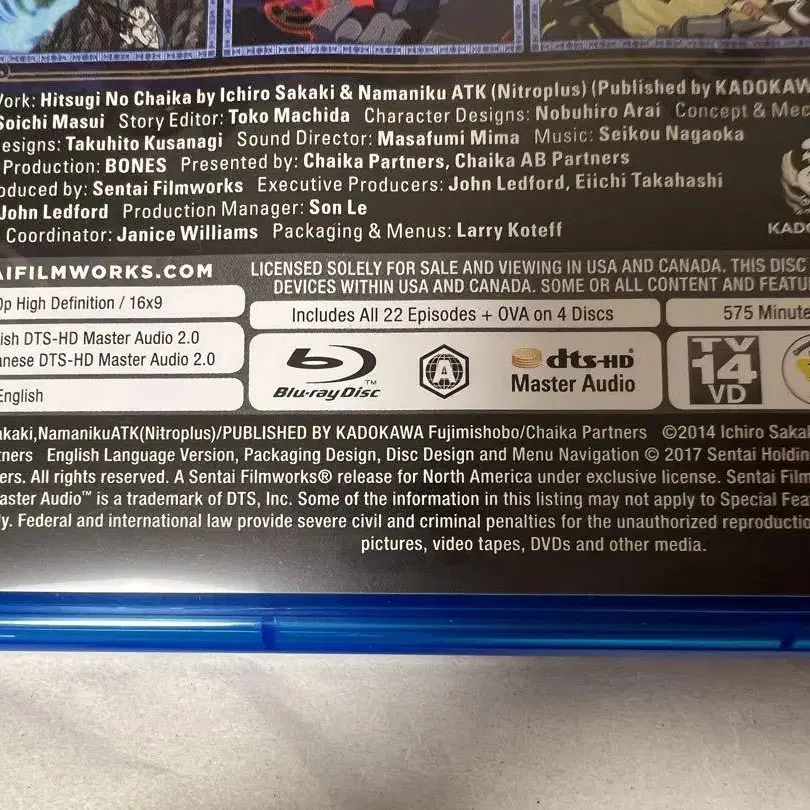 Work: Hitsugi No Chaika by Ichiro Sakaki & Namaniku ATK (Nitroplus) (Published by KADOKAWA
Soichi Masui Story Editor: Toko Machida Character Designs: Nobuhiro Arai Concept & Mec
esigns: Takuhito Kusanagi Sound Director: Masafumi Mima Music: Seikou Nagaoka
Production: BONES Presented by: Chaika Partners, Chaika AB Partners
oduced by: Sentai Filmworks Executive Producers: John Ledford, Eiichi Takahashi
John Ledford Production Manager: Son Le
Coordinator: Janice Williams Packaging & Menus: Larry Koteff
KADO
AIFILMWORKS.COM
LICENSED SOLELY FOR SALE AND VIEWING IN USA AND CANADA. THIS DISC
DEVICES WITHIN USA AND CANADA. SOME OR ALL CONTENT AND FEATU
0p High Definition / 16x9
Includes All 22 Episodes + OVA on 4 Discs
575 Minute
ish DTS-HD Master Audio 2.0
anese DTS-HD Master Audio 2.0
English
Blu-ray Disc™
A
dts-HD
Master Audio
TV
14
VD
akaki,NamanikuATK(Nitroplus)/PUBLISHED BY KADOKAWA Fujimishobo/Chaika Partners ©2014 Ichiro Sakak
tners English Language Version, Packaging Design, Disc Design and Menu Navigation © 2017 Sentai Holdin
ers. All rights reserved. A Sentai Filmworks® release for North America under exclusive license. Sentai Film
aster Audio™ is a trademark of DTS, Inc. Some of the information in this listing may not apply to Special Fea
y. Federal and international law provide severe civil and criminal penalties for the unauthorized reproductio
pictures, video tapes, DVDs and other media.